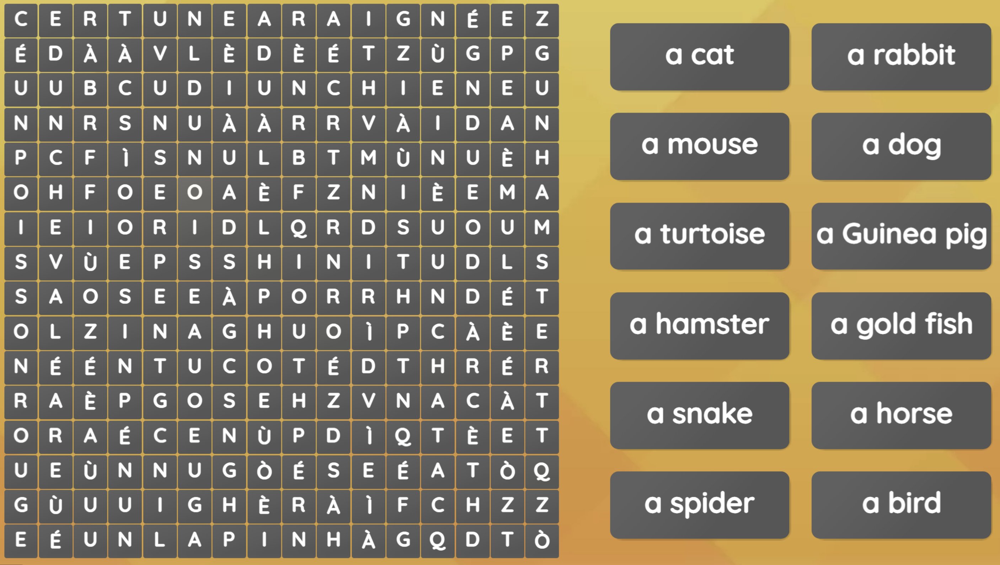 C E R T U N E A R A I G N É E Z
É D À À V L È D È É T Z Ù G P G
U U B C U D I U N C H I E N E U
N N R S N U À À R R V À I D A N
P C F Ì S N U L B T M Ù N U È H
O H F O E O A È F Z N I È E M A
I E I O R I D L Q R D S U O U M
S V Ù E P S S H I N I T U D L S
S A O S E E À P O R R H N D É T
O L Z I N A G H U O Ì P C À È E
N É É N T U C O T É D T H R É R
R A È P G O S E H Z V N A C À T
O R A É C E N Ù P D Ì Q T È E T
U E Ù N N U G Ò É S E É A T Ò Q
G Ù U U I G H È R À Ì F C H Z Z
E É U N L A P I N H À G Q D T Ò
a cat
a rabbit
a mouse
a dog
a turtoise
a Guinea pig
a hamster
a gold fish
a snake
a horse
a spider
a bird